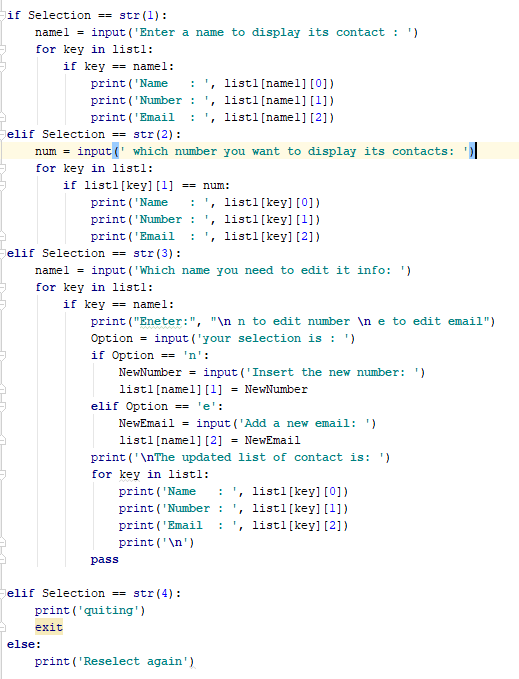 if Selection == str(1):
    name1 = input('Enter a name to display its contact : ')
    for key in list1:
        if key == name1:
            print('Name   : ', list1[name1][0])
            print('Number : ', list1[name1][1])
            print('Email  : ', list1[name1][2])
elif Selection == str(2):
    num = input(' which number you want to display its contacts: ')
    for key in list1:
        if list1[key][1] == num:
            print('Name   : ', list1[key][0])
            print('Number : ', list1[key][1])
            print('Email  : ', list1[key][2])
elif Selection == str(3):
    name1 = input('Which name you need to edit it info: ')
    for key in list1:
        if key == name1:
            print("Eneter:", "\n n to edit number \n e to edit email")
            Option = input('your selection is : ')
            if Option == 'n':
                NewNumber = input('Insert the new number: ')
                list1[name1][1] = NewNumber
            elif Option == 'e':
                NewEmail = input('Add a new email: ')
                list1[name1][2] = NewEmail
            print('\nThe updated list of contact is: ')
            for key in list1:
                print('Name   : ', list1[key][0])
                print('Number : ', list1[key][1])
                print('Email  : ', list1[key][2])
                print('\n')
            pass

elif Selection == str(4):
    print('quiting')
    exit
else:
    print('Reselect again')